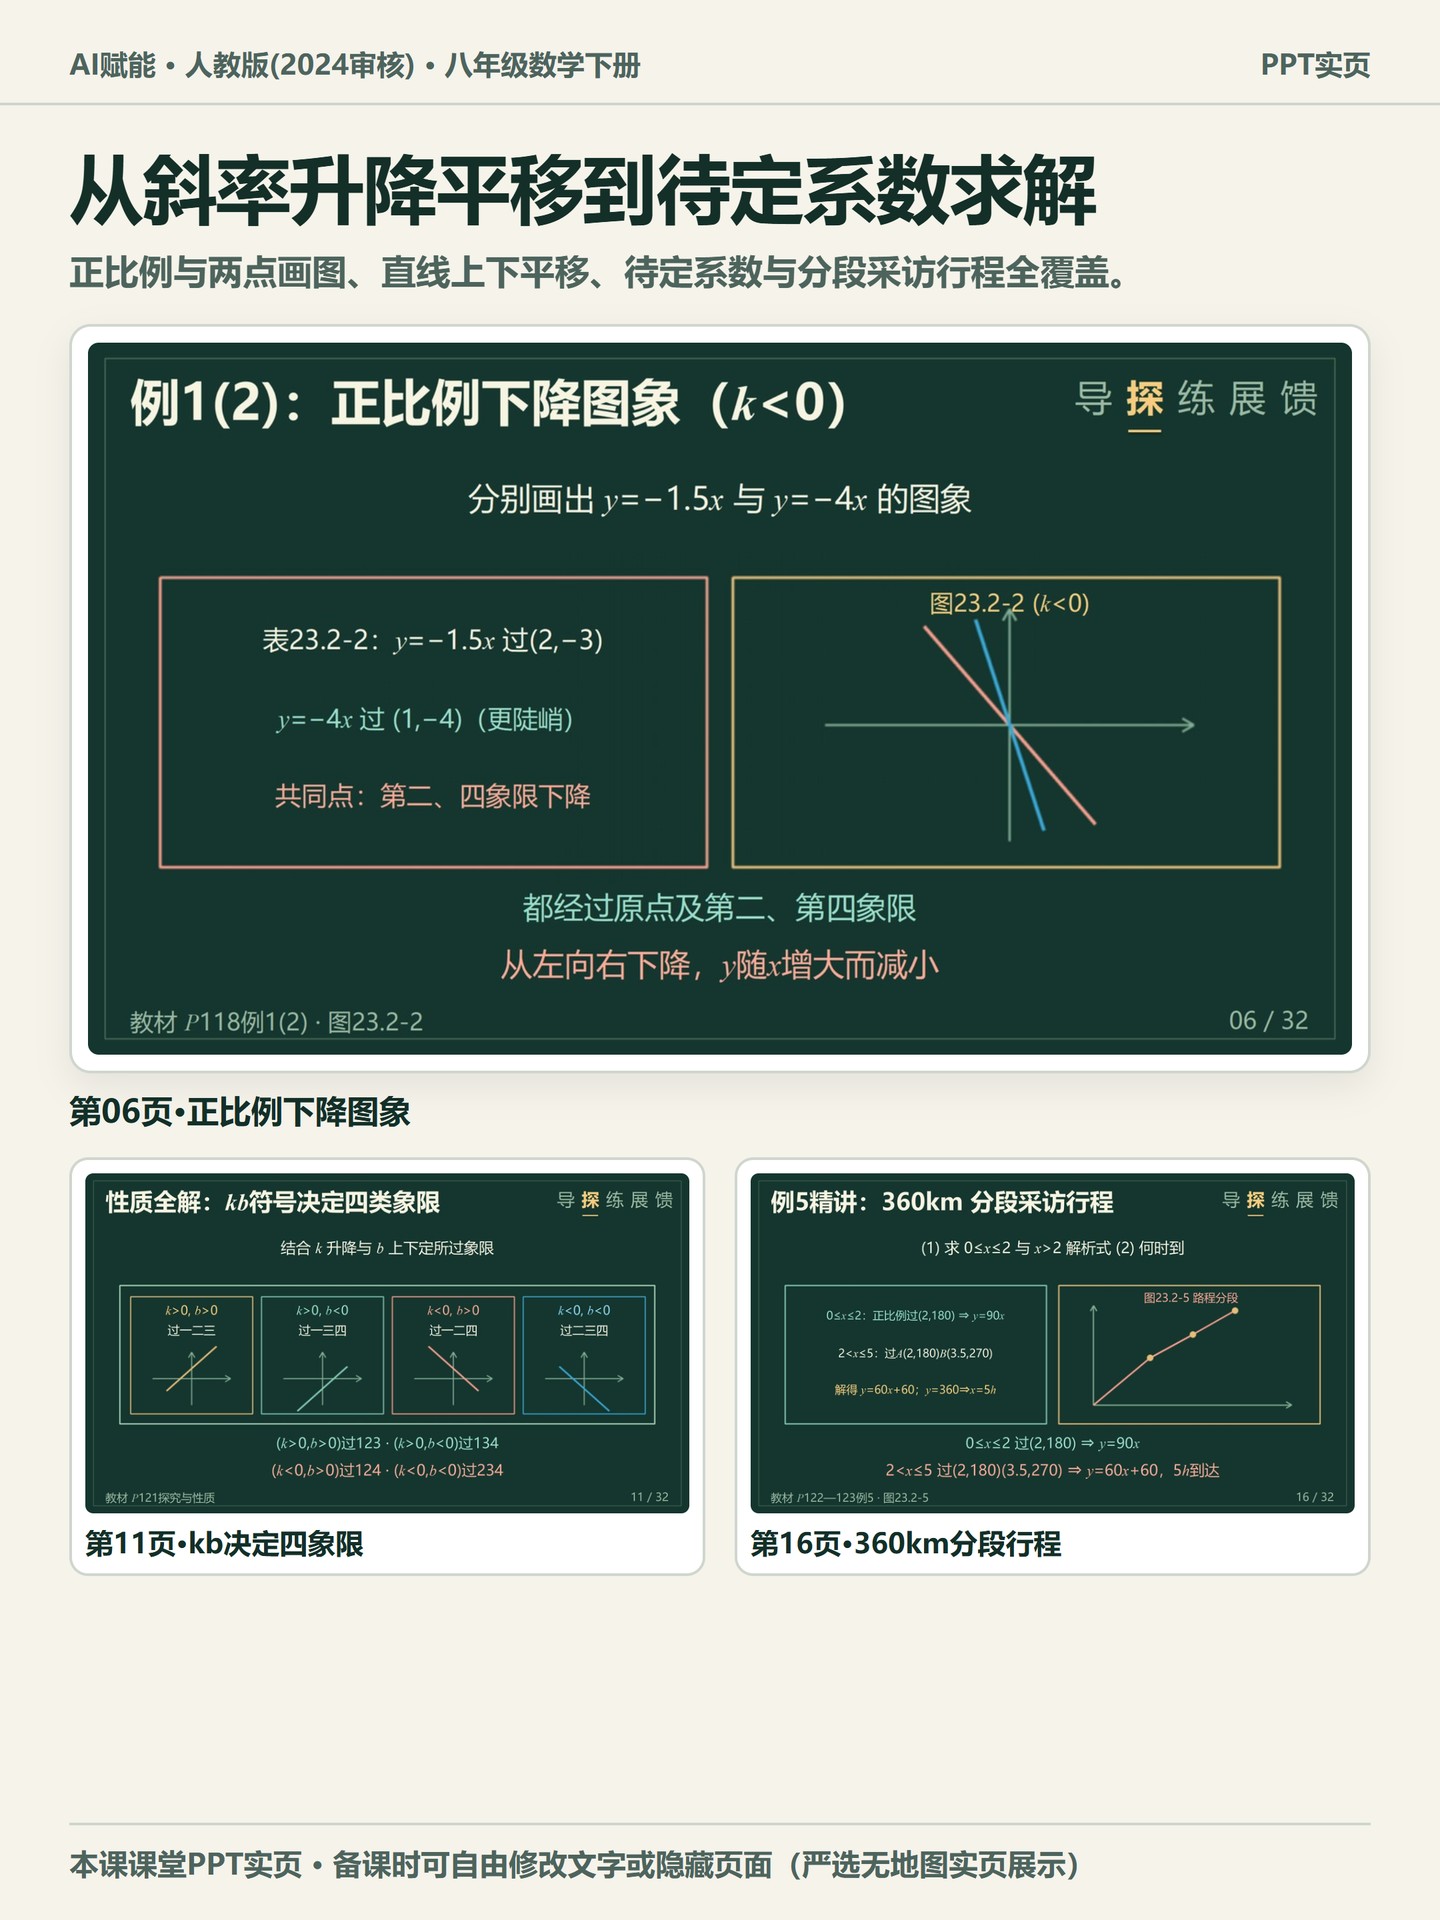 AI赋能 • 人教版(2024审核) • 八年级数学下册
PPT实页
从斜率升降平移到待定系数求解
正比例与两点画图、直线上下平移、待定系数与分段采访行程全覆盖。
例1(2)：正比例下降图象（k<0）
导 探 练 展 馈
分别画出 y=−1.5x 与 y=−4x 的图象
表23.2-2：y=−1.5x 过(2,−3)
y=−4x 过 (1,−4)（更陡峭）
共同点：第二、四象限下降
图23.2-2 (k<0)
都经过原点及第二、第四象限
从左向右下降，y随x增大而减小
教材 P118例1(2) · 图23.2-2
06 / 32
第06页•正比例下降图象
性质全解：kb符号决定四类象限
导 探 练 展 馈
结合 k 升降与 b 上下定所过象限
k>0, b>0
过一二三
k>0, b<0
过一三四
k<0, b>0
过一二四
k<0, b<0
过二三四
(k>0,b>0)过123 · (k>0,b<0)过134
(k<0,b>0)过124 · (k<0,b<0)过234
教材 P121探究与性质
11 / 32
第11页•kb决定四象限
例5精讲：360km 分段采访行程
导 探 练 展 馈
(1) 求 0≤x≤2 与 x>2 解析式 (2) 何时到
0≤x≤2：正比例过(2,180) ⇒ y=90x
2<x≤5：过A(2,180)B(3.5,270)
解得 y=60x+60；y=360⇒x=5h
图23.2-5 路程分段
0≤x≤2 过(2,180) ⇒ y=90x
2<x≤5 过(2,180)(3.5,270) ⇒ y=60x+60，5h到达
教材 P122—123例5 · 图23.2-5
16 / 32
第16页•360km分段行程
本课课堂PPT实页 • 备课时可自由修改文字或隐藏页面（严选无地图实页展示）